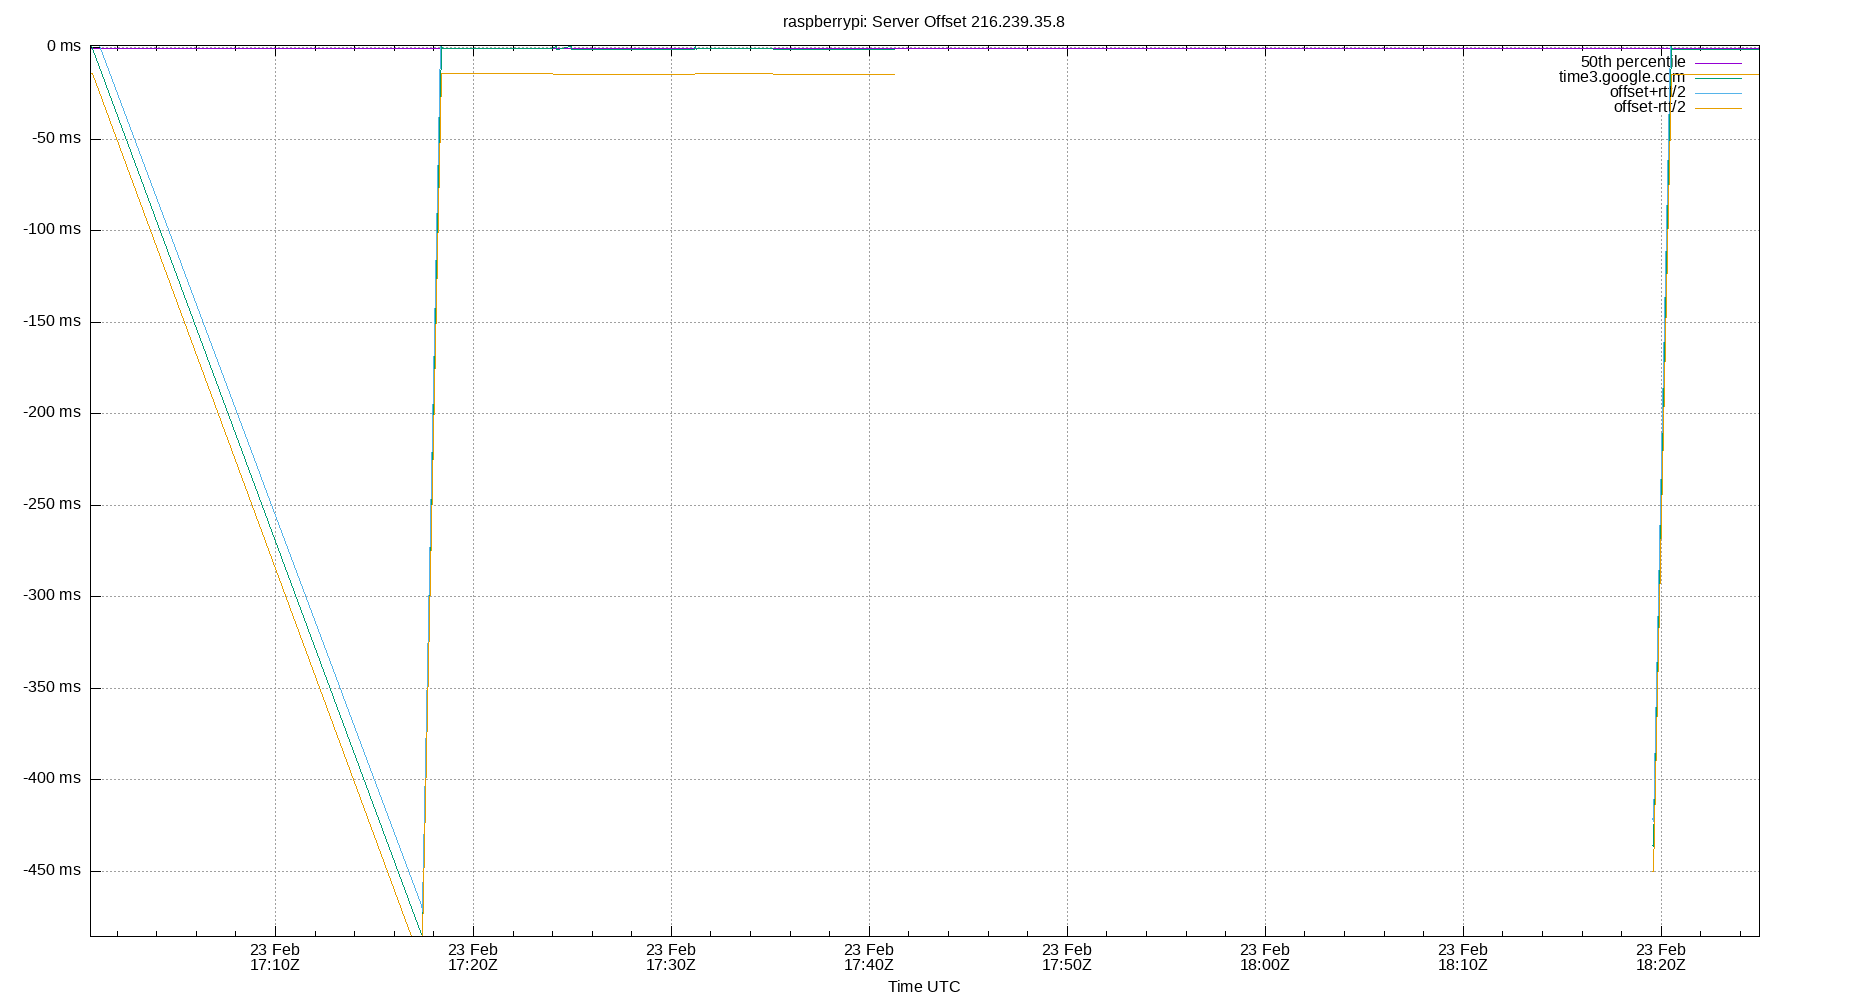 raspberrypi: Server Offset 216.239.35.8
0 ms
-50 ms
-100 ms
-150 ms
-200 ms
-250 ms
-300 ms
-350 ms
-400 ms
-450 ms
50th percentile
time3.google.com
offset+rtt/2
offset-rtt/2
23 Feb
17:10Z
23 Feb
17:20Z
23 Feb
17:30Z
23 Feb
17:40Z
23 Feb
17:50Z
23 Feb
18:00Z
23 Feb
18:10Z
23 Feb
18:20Z
Time UTC